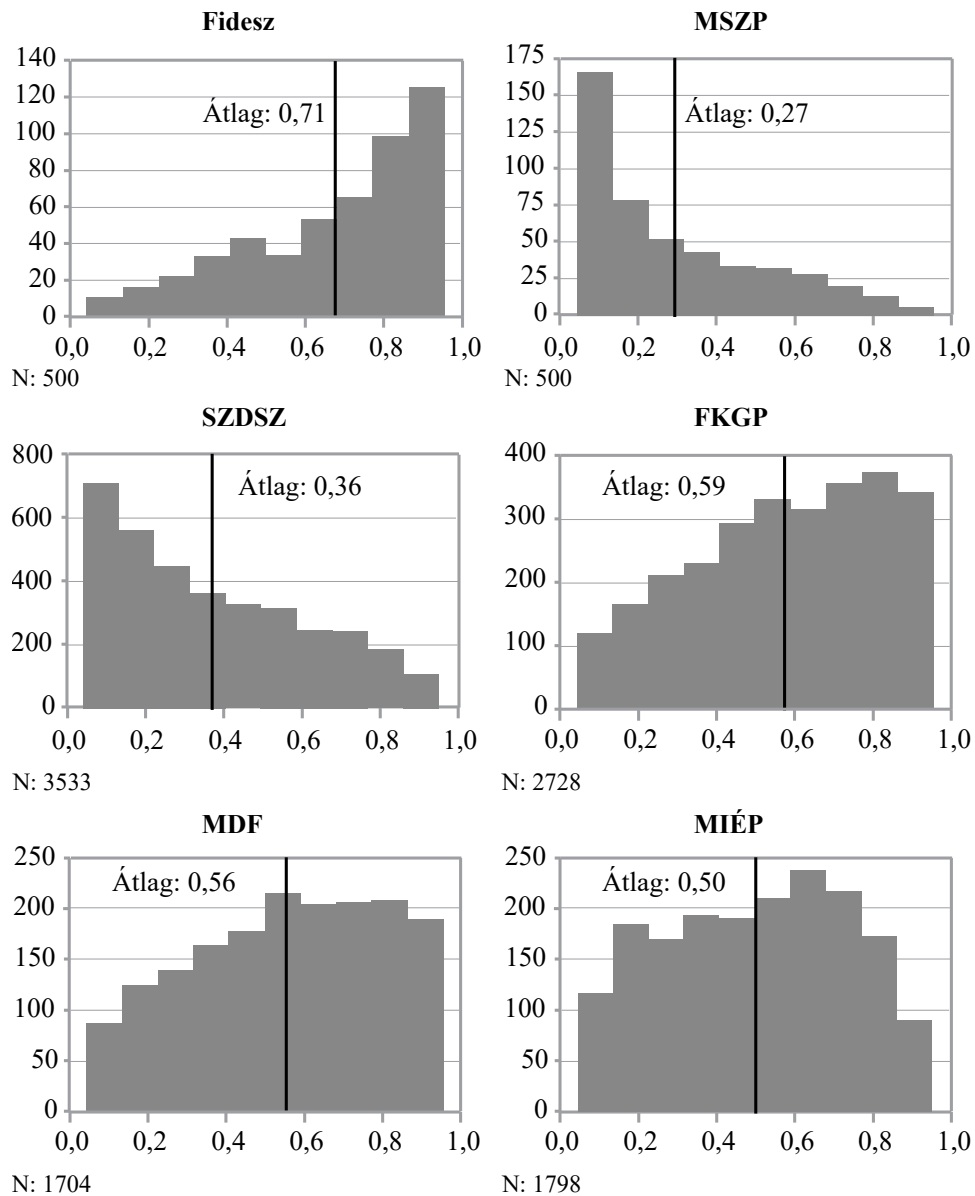 Fidesz
140
120
100
80
60
40
20
0
Átlag: 0,71
0,0 0,2 0,4 0,6 0,8 1,0
N: 500
MSZP
175
150
125
100
75
50
25
0
Átlag: 0,27
0,0 0,2 0,4 0,6 0,8 1,0
N: 500
SZDSZ
800
600
400
200
0
Átlag: 0,36
0,0 0,2 0,4 0,6 0,8 1,0
N: 3533
FKGP
400
300
200
100
0
Átlag: 0,59
0,0 0,2 0,4 0,6 0,8 1,0
N: 2728
MDF
250
200
150
100
50
0
Átlag: 0,56
0,0 0,2 0,4 0,6 0,8 1,0
N: 1704
MIÉP
250
200
150
100
50
0
Átlag: 0,50
0,0 0,2 0,4 0,6 0,8 1,0
N: 1798